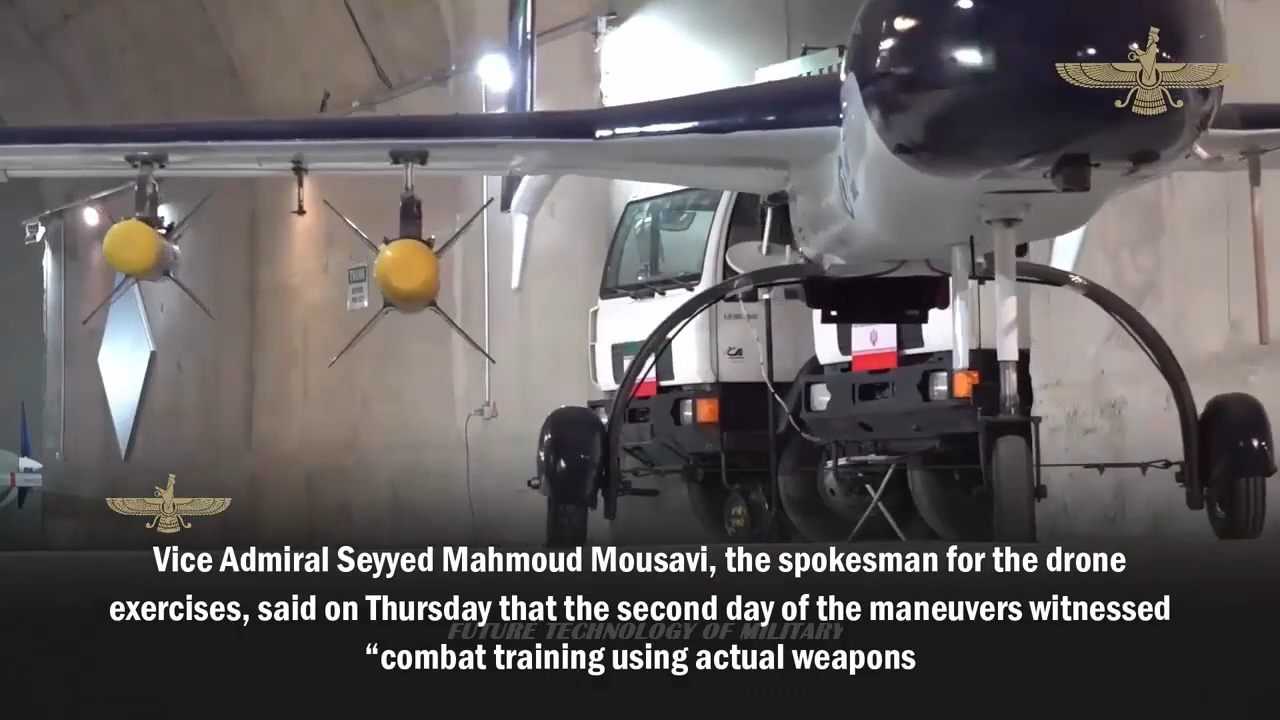 Vice Admiral Seyyed Mahmoud Mousavi, the spokesman for the drone
exercises, said on Thursday that the second day of the maneuvers witnessed
FUTURE TECHNOLOGY OF MILITARY
“combat training using actual weapons